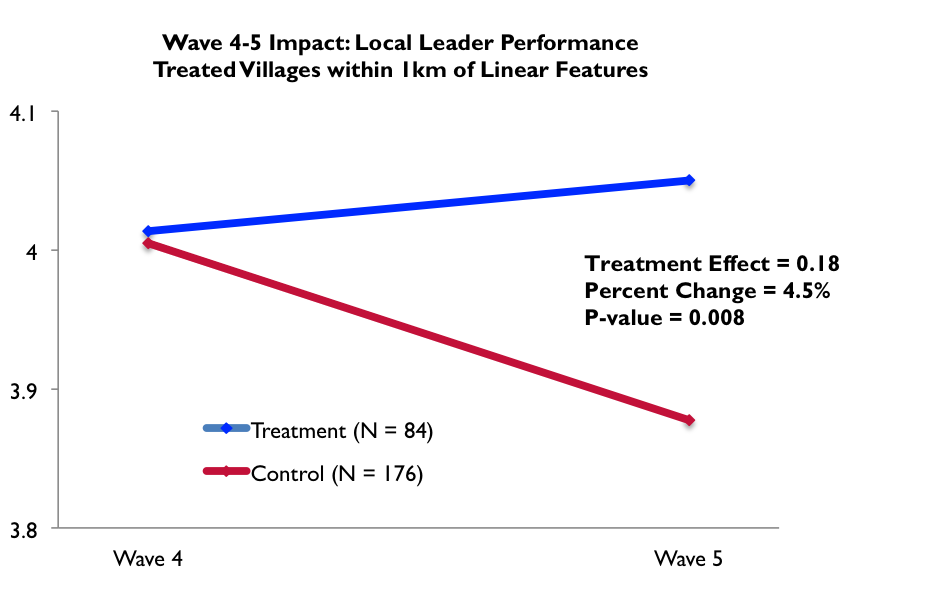 Wave 4-5 Impact: Local Leader Performance
Treated Villages within 1km of Linear Features
4.1
4
3.9
3.8
Treatment Effect = 0.18
Percent Change = 4.5%
P-value = 0.008
Treatment (N = 84)
Control (N = 176)
Wave 4
Wave 5